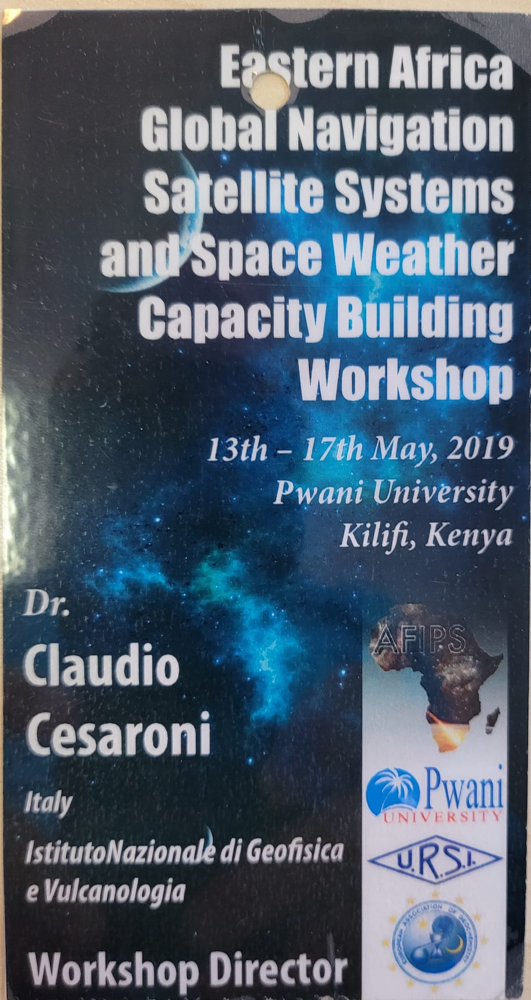 Eastern Africa
Global Navigation
Satellite Systems
and Space Weather
Capacity Building
Workshop
13th – 17th May, 2019
Pwani University
Kilifi, Kenya
Dr.
Claudio
Cesaroni
Italy
IstitutoNazionale di Geofisica
e Vulcanologia
Workshop Director
AFIPS
Pwani
UNIVERSITY
U.R.S.I.
EUROPEAN ASSOCIATION OF GEOCHEMISTRY